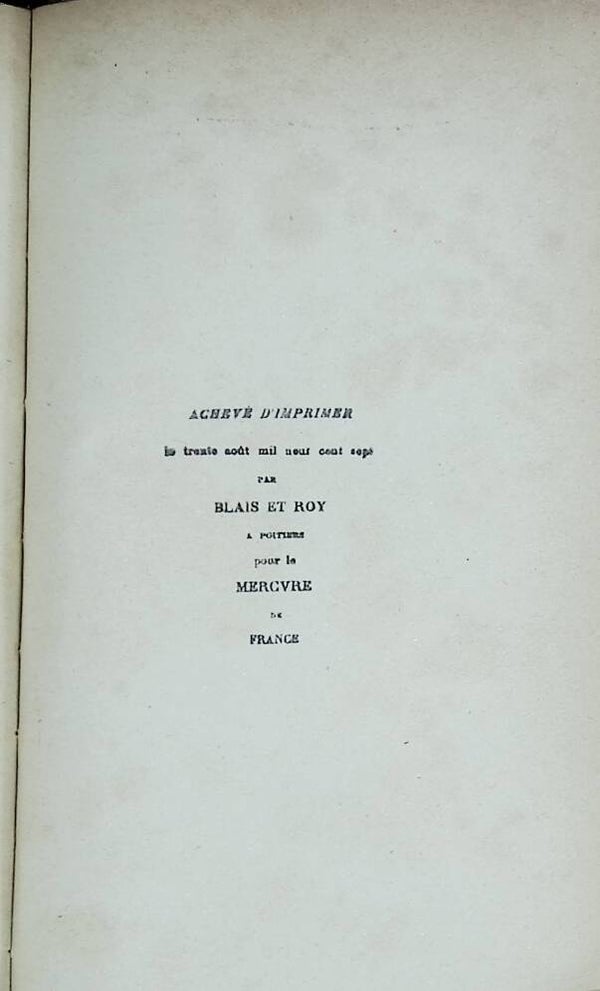 ACHEVÉ D'IMPRIMER
le trente août mil neuf cent sept
PAR
BLAIS ET ROY
A POITIERS
pour le
MERCVRE
DE
FRANCE